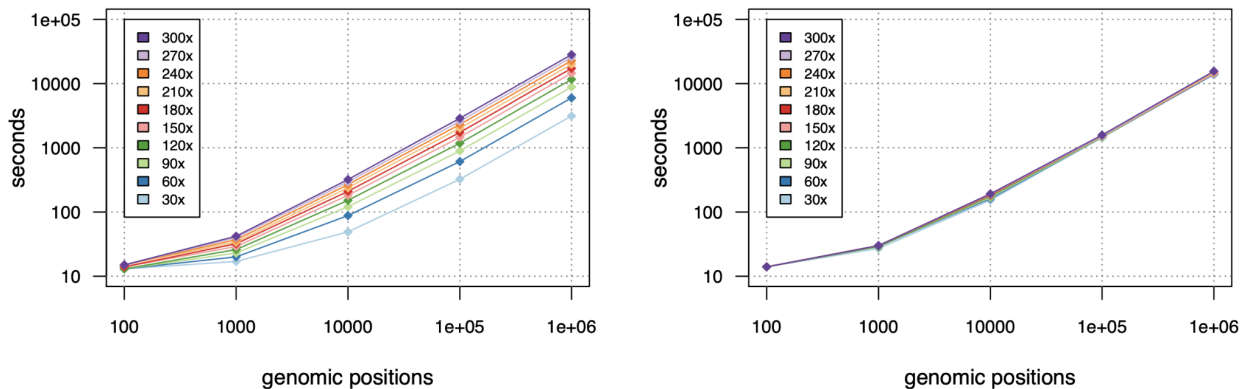 1e+05
10000
1000
100
10
seconds
300x
270x
240x
210x
180x
150x
120x
90x
60x
30x
100 1000 10000 1e+05 1e+06
genomic positions
1e+05
10000
1000
100
10
seconds
300x
270x
240x
210x
180x
150x
120x
90x
60x
30x
100 1000 10000 1e+05 1e+06
genomic positions